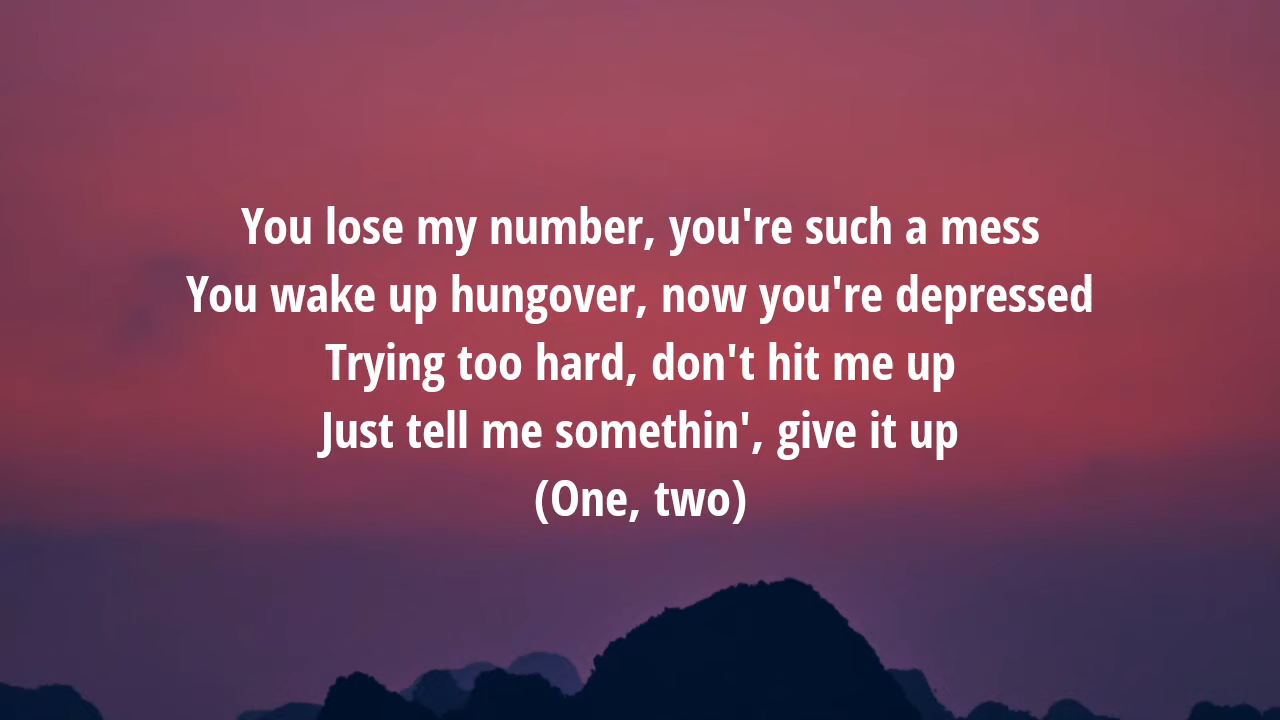 You lose my number, you're such a mess
You wake up hungover, now you're depressed
Trying too hard, don't hit me up
Just tell me somethin', give it up
(One, two)